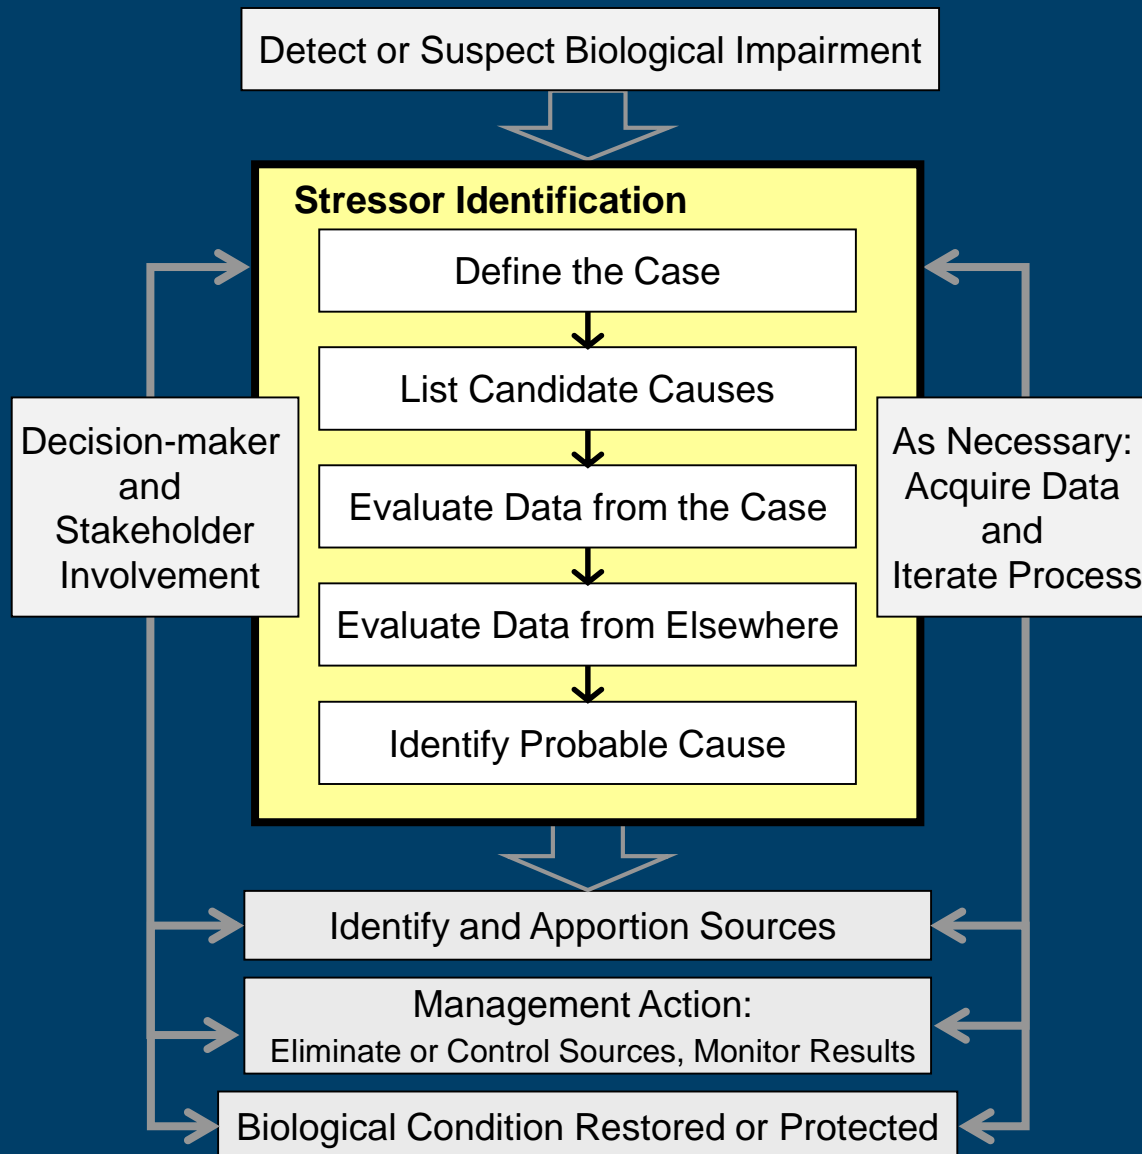 Detect or Suspect Biological Impairment
Stressor Identification
Define the Case
List Candidate Causes
Evaluate Data from the Case
Evaluate Data from Elsewhere
Identify Probable Cause
Decision-maker
and
Stakeholder
Involvement
As Necessary:
Acquire Data
and
Iterate Process
Identify and Apportion Sources
Management Action:
Eliminate or Control Sources, Monitor Results
Biological Condition Restored or Protected